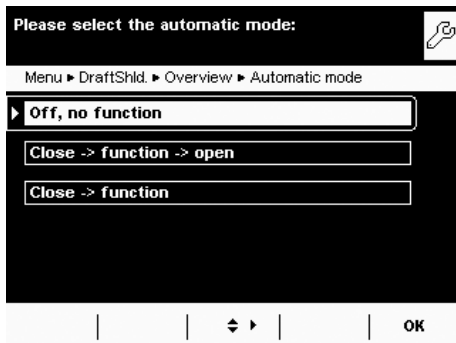 Please select the automatic mode:
Menu ▸ DraftShld. ▸ Overview ▸ Automatic mode
Off, no function
Close -> function -> open
Close -> function
OK